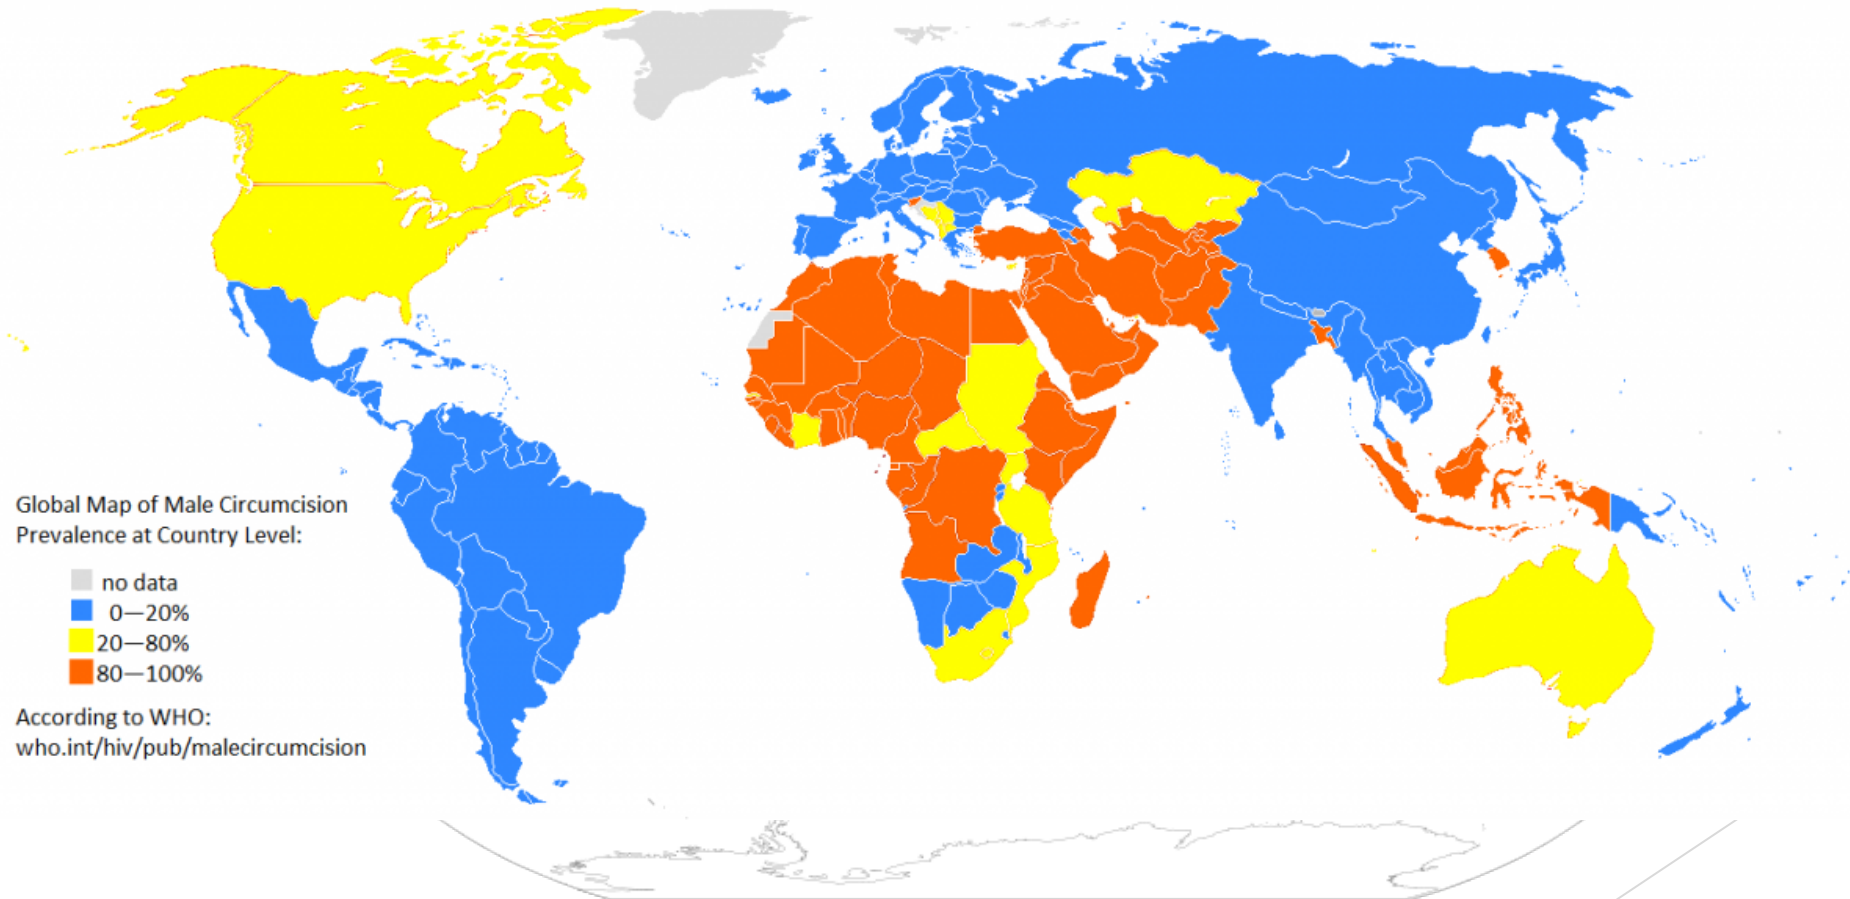 Global Map of Male Circumcision
Prevalence at Country Level:
no data
0—20%
20—80%
80—100%
According to WHO:
who.int/hiv/pub/malecircumcision